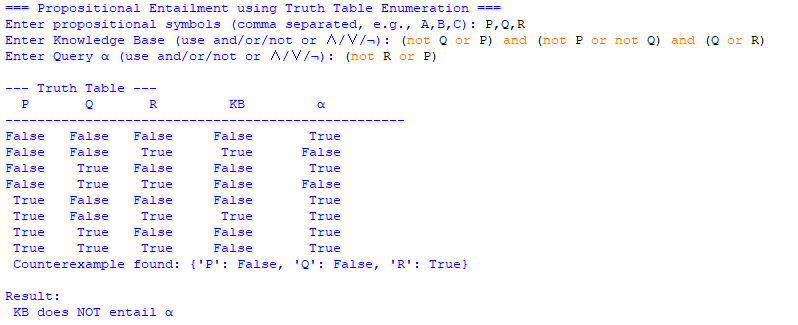 === Propositional Entailment using Truth Table Enumeration ===
Enter propositional symbols (comma separated, e.g., A,B,C): P,Q,R
Enter Knowledge Base (use and/or/not or ∧/∨/¬): (not Q or P) and (not P or not Q) and (Q or R)
Enter Query α (use and/or/not or ∧/∨/¬): (not R or P)
--- Truth Table ---
P Q R KB α
--------------------------------------------------
False False False False True
False False True True False
False True False False True
False True True False False
True False False False True
True False True True True
True True False False True
True True True False True
Counterexample found: {'P': False, 'Q': False, 'R': True}
Result:
KB does NOT entail α